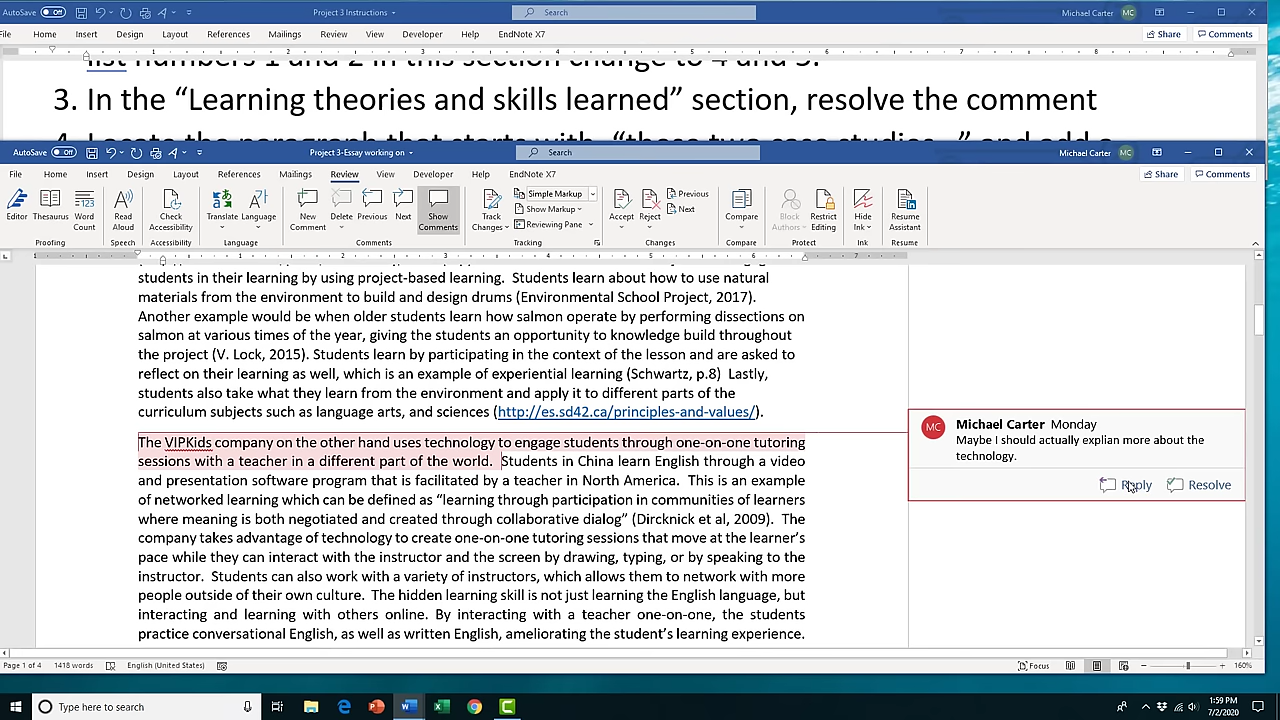 AutoSave Off Project 3 Instructions Search Michael Carter MC
File Home Insert Design Layout References Mailings Review View Developer Help EndNote X7 Share Comments
2 3 4 5 6 7 8
list numbers 1 and 2 in this section change to 4 and 5.
3. In the “Learning theories and skills learned” section, resolve the comment
4. Locate the paragraph that starts with “these two case studies…” and add a
AutoSave Off Project 3-Essay working on Search Michael Carter MC
File Home Insert Design Layout References Mailings Review View Developer Help EndNote X7 Share Comments
Editor Thesaurus Word Count Read Aloud Check Accessibility Translate Language New Comment Delete Previous Next Show Comments Track Changes Simple Markup Show Markup Reviewing Pane Accept Reject Previous Next Compare Block Authors Restrict Editing Hide Ink Resume Assistant
Proofing Speech Accessibility Language Comments Tracking Changes Compare Protect Ink Resume
1 2 3 4 5 6 7
students in their learning by using project-based learning. Students learn about how to use natural
materials from the environment to build and design drums (Environmental School Project, 2017).
Another example would be when older students learn how salmon operate by performing dissections on
salmon at various times of the year, giving the students an opportunity to knowledge build throughout
the project (V. Lock, 2015). Students learn by participating in the context of the lesson and are asked to
reflect on their learning as well, which is an example of experiential learning (Schwartz, p.8) Lastly,
students also take what they learn from the environment and apply it to different parts of the
curriculum subjects such as language arts, and sciences (http://es.sd42.ca/principles-and-values/).
The VIPKids company on the other hand uses technology to engage students through one-on-one tutoring
sessions with a teacher in a different part of the world. Students in China learn English through a video
and presentation software program that is facilitated by a teacher in North America. This is an example
of networked learning which can be defined as “learning through participation in communities of learners
where meaning is both negotiated and created through collaborative dialog” (Dircknick et al, 2009). The
company takes advantage of technology to create one-on-one tutoring sessions that move at the learner’s
pace while they can interact with the instructor and the screen by drawing, typing, or by speaking to the
instructor. Students can also work with a variety of instructors, which allows them to network with more
people outside of their own culture. The hidden learning skill is not just learning the English language, but
interacting and learning with others online. By interacting with a teacher one-on-one, the students
practice conversational English, as well as written English, ameliorating the student’s learning experience.
MC Michael Carter Monday
Maybe I should actually explian more about the
technology.
Reply Resolve
Page 1 of 4 1418 words English (United States) Focus 160%
Type here to search
1:59 PM
7/2/2020